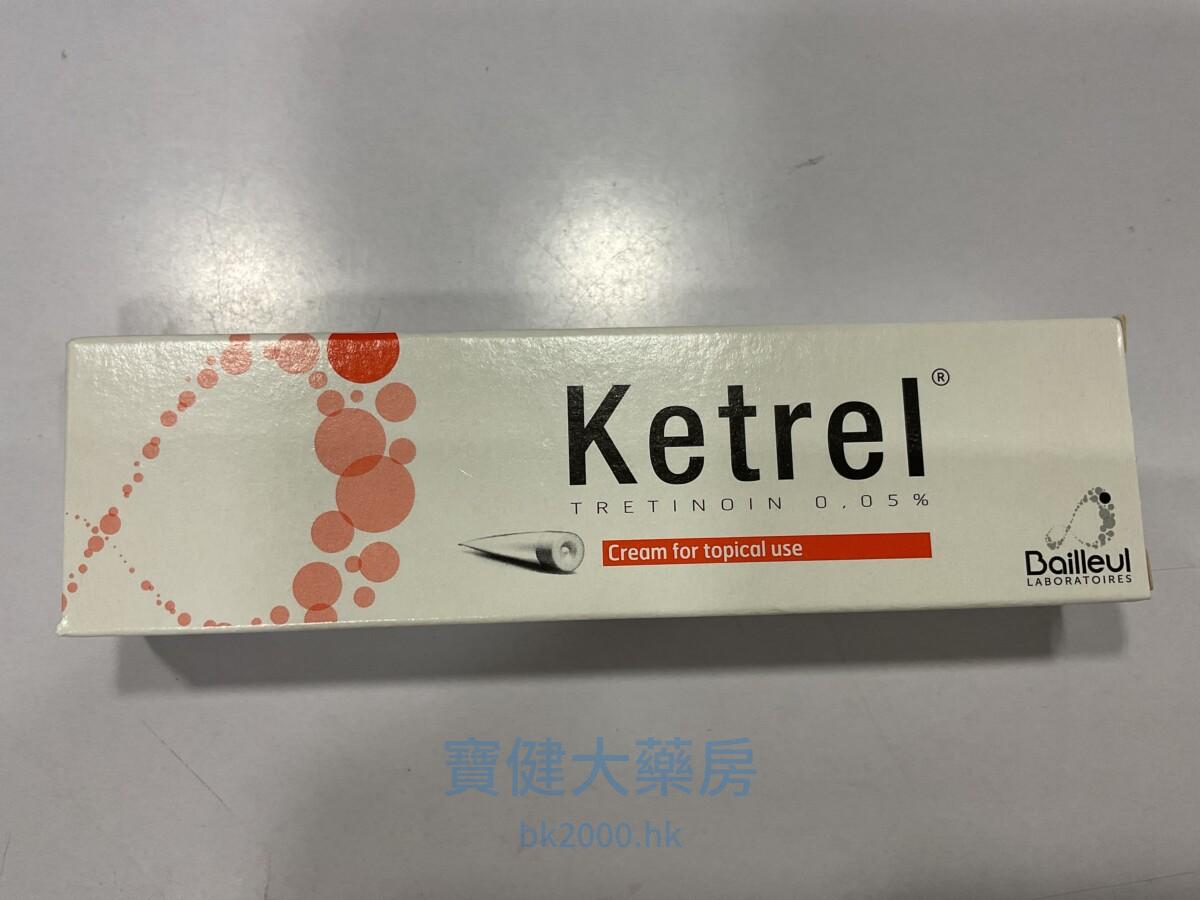 Ketrel®
TRETINOIN 0,05%
Cream for topical use
Bailleul
LABORATOIRES
寶健大藥房
bk2000.hk